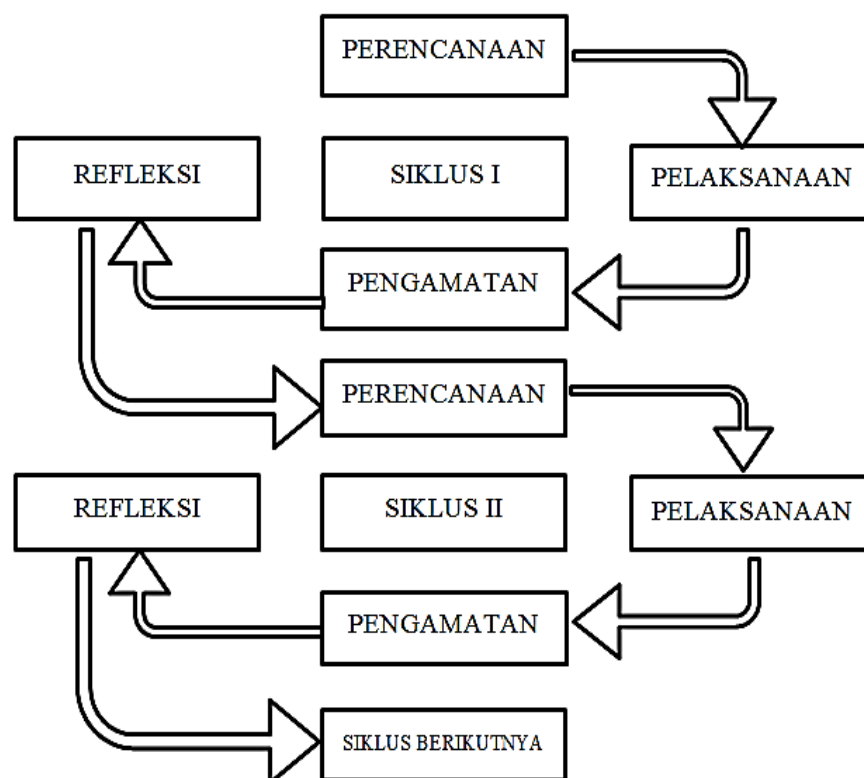 PERENCANAAN
REFLEKSI
SIKLUS I
PELAKSANAAN
PENGAMATAN
PERENCANAAN
REFLEKSI
SIKLUS II
PELAKSANAAN
PENGAMATAN
SIKLUS BERIKUTNYA